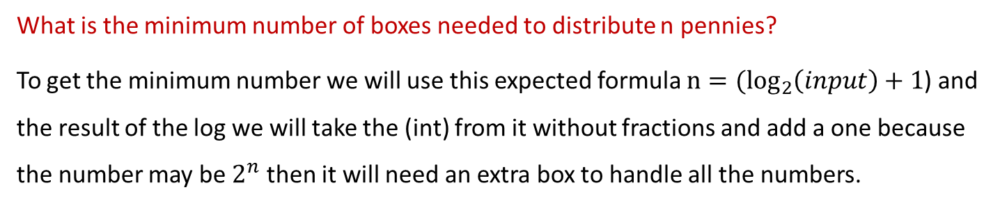 What is the minimum number of boxes needed to distribute n pennies?
To get the minimum number we will use this expected formula n = (log₂(input) + 1) and
the result of the log we will take the (int) from it without fractions and add a one because
the number may be 2ⁿ then it will need an extra box to handle all the numbers.